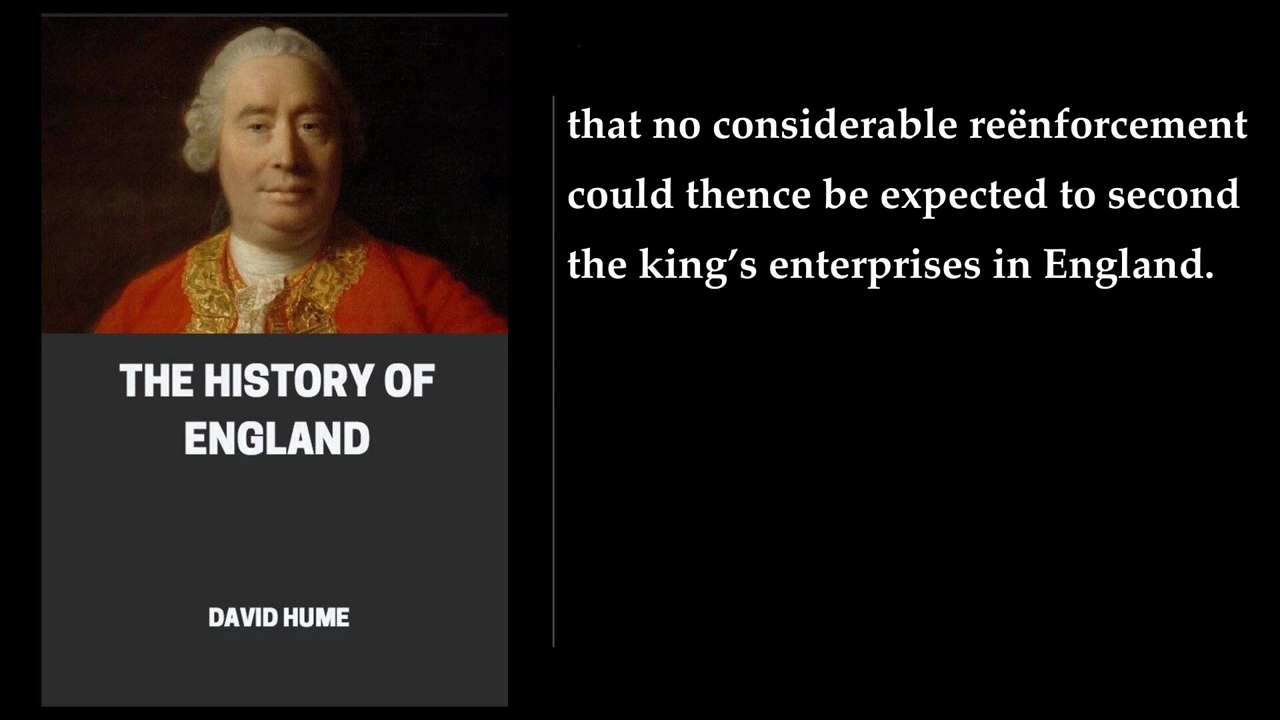 THE HISTORY OF
ENGLAND
DAVID HUME
that no considerable reënforcement
could thence be expected to second
the king’s enterprises in England.